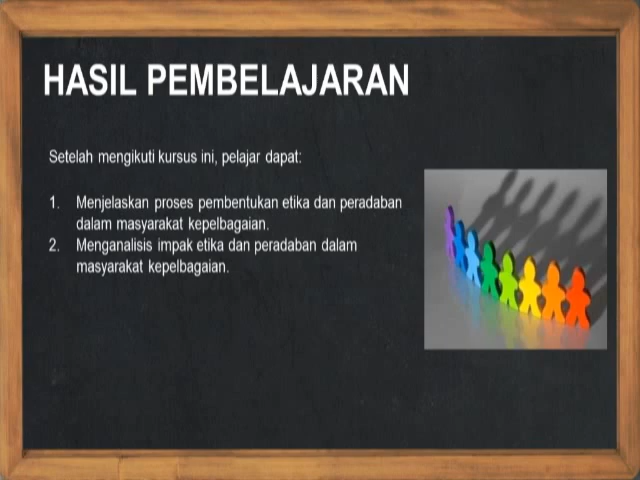 HASIL PEMBELAJARAN
Setelah mengikuti kursus ini, pelajar dapat:
1. Menjelaskan proses pembentukan etika dan peradaban
dalam masyarakat kepelbagaian.
2. Menganalisis impak etika dan peradaban dalam
masyarakat kepelbagaian.